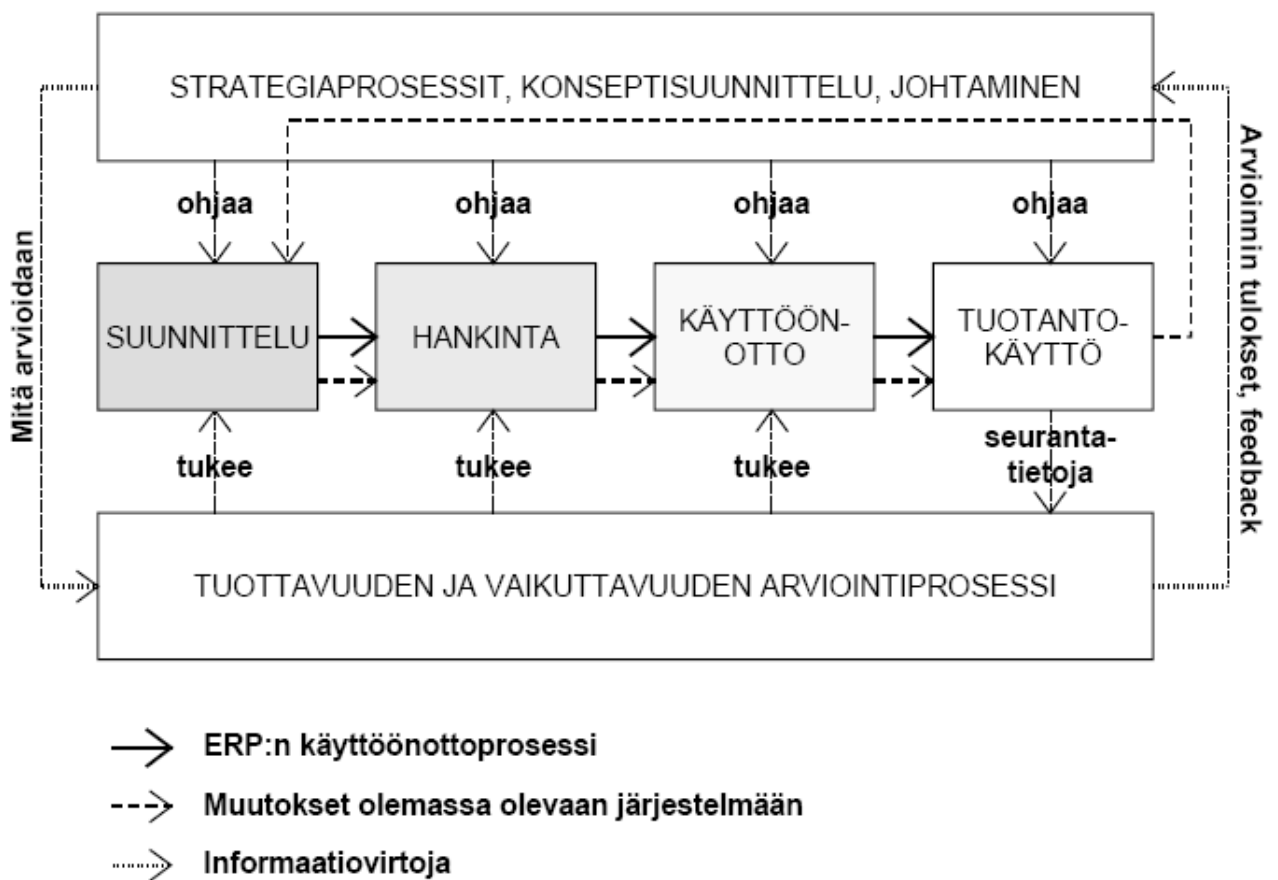 STRATEGIAPROSESSIT, KONSEPTISUUNNITTELU, JOHTAMINEN
ohjaa
ohjaa
ohjaa
ohjaa
Mitä arvioidaan
Arvioinnin tulokset, feedback
SUUNNITTELU
HANKINTA
KÄYTTÖÖN-
OTTO
TUOTANTO-
KÄYTTÖ
tukee
tukee
tukee
seuranta-
tietoja
TUOTTAVUUDEN JA VAIKUTTAVUUDEN ARVIOINTIPROSESSI
ERP:n käyttöönottoprosessi
Muutokset olemassa olevaan järjestelmään
Informaatiovirtoja